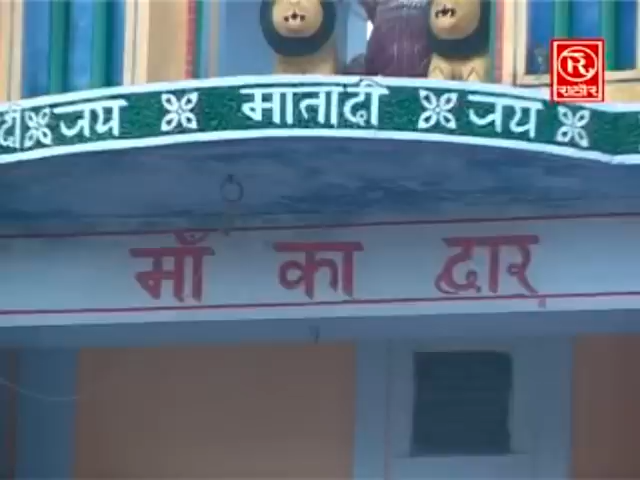 राठौर
दी जय मातादी जय
माँ का द्वार